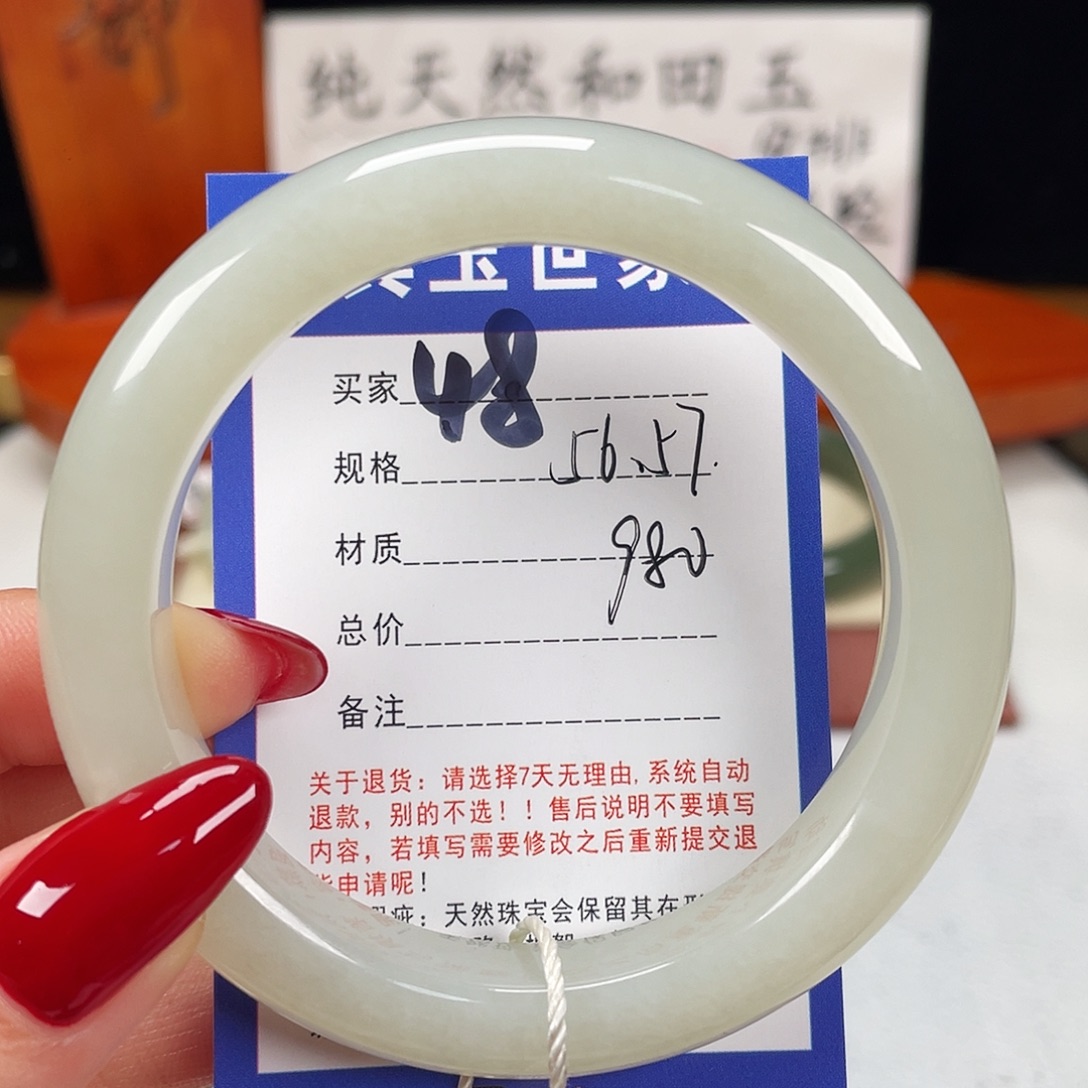 纯天然和田玉
玉世家
买家 48
规格 56.57
材质 980
总价
备注
关于退货：请选择7天无理由，系统自动
退款，别的不选！！售后说明不要填写
内容，若填写需要修改之后重新提交退
申请呢！
疵：天然珠宝会保留其在